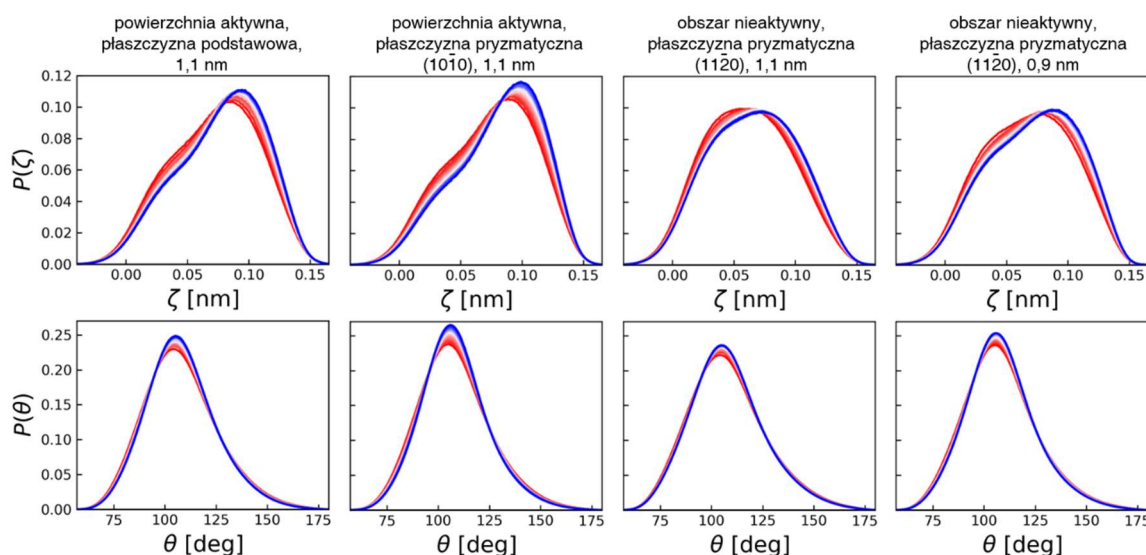 powierzchnia aktywna,
płaszczyzna podstawowa,
1,1 nm
powierzchnia aktywna,
płaszczyzna pryzmatyczna
(101̄0), 1,1 nm
obszar nieaktywny,
płaszczyzna pryzmatyczna
(112̄0), 1,1 nm
obszar nieaktywny,
płaszczyzna pryzmatyczna
(112̄0), 0,9 nm
P(ζ)
0.12
0.10
0.08
0.06
0.04
0.02
0.00
0.00 0.05 0.10 0.15
ζ [nm]
0.00 0.05 0.10 0.15
ζ [nm]
0.00 0.05 0.10 0.15
ζ [nm]
0.00 0.05 0.10 0.15
ζ [nm]
P(θ)
0.25
0.20
0.15
0.10
0.05
0.00
75 100 125 150 175
θ [deg]
75 100 125 150 175
θ [deg]
75 100 125 150 175
θ [deg]
75 100 125 150 175
θ [deg]